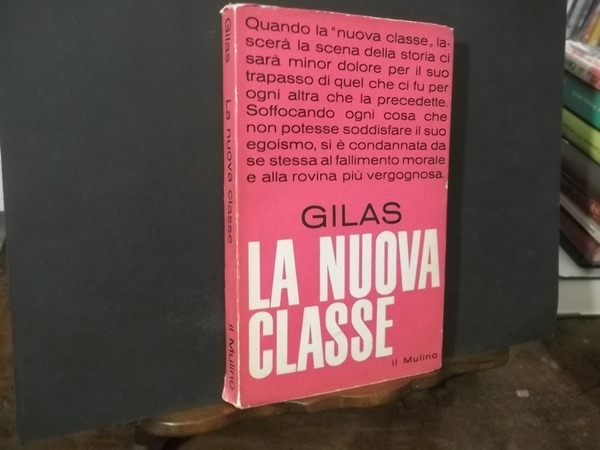 Quando la "nuova classe„ la-
scerà la scena della storia ci
sarà minor dolore per il suo
trapasso di quel che ci fu per
ogni altra che la precedette.
Soffocando ogni cosa che
non potesse soddisfare il suo
egoismo, si è condannata da
se stessa al fallimento morale
e alla rovina più vergognosa.
GILAS
LA NUOVA
CLASSE
il Mulino
Gilas
La nuova classe
il Mulino